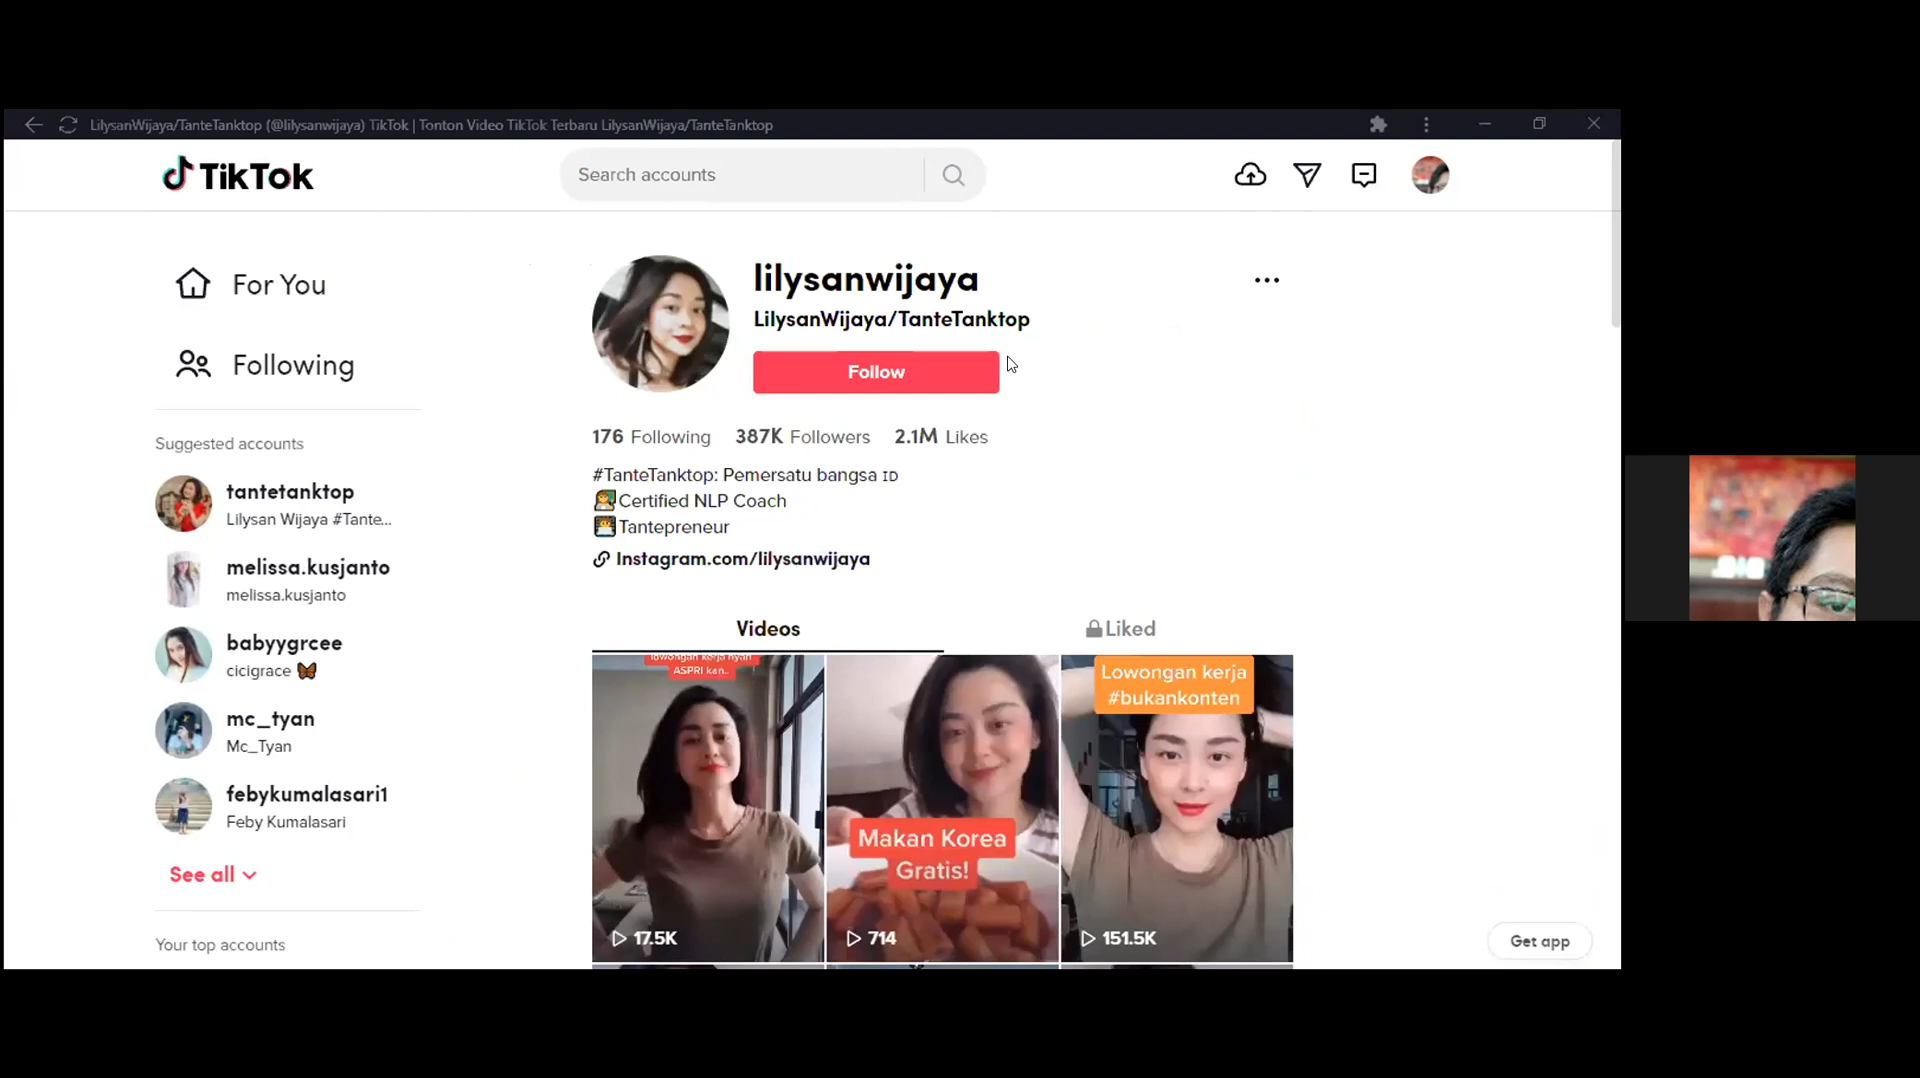 LilysanWijaya/TanteTanktop (@lilysanwijaya) TikTok | Tonton Video TikTok Terbaru LilysanWijaya/TanteTanktop
TikTok
Search accounts
For You
Following
Suggested accounts
tantetanktop
Lilysan Wijaya #Tante...
melissa.kusjanto
melissa.kusjanto
babyygrcee
cicigrace 🦋
mc_tyan
Mc_Tyan
febykumalasari1
Feby Kumalasari
See all
Your top accounts
lilysanwijaya
LilysanWijaya/TanteTanktop
Follow
176 Following 387K Followers 2.1M Likes
#TanteTanktop: Pemersatu bangsa ID
👩‍🏫Certified NLP Coach
👩‍💻Tantepreneur
Instagram.com/lilysanwijaya
Videos
Liked
lowongan kerja nyari
ASPRI kan..
17.5K
Makan Korea
Gratis!
714
Lowongan kerja
#bukankonten
151.5K
Get app